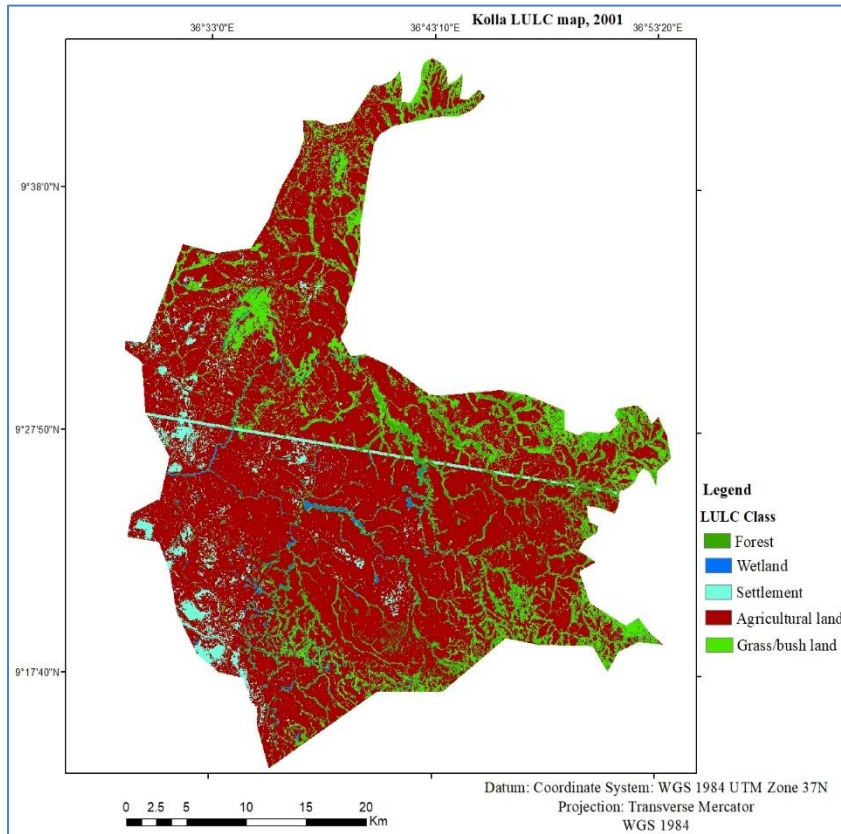 Kolla LULC map, 2001
36°33'0"E
36°43'10"E
36°53'20"E
9°38'0"N
9°27'50"N
9°17'40"N
Legend
LULC Class
Forest
Wetland
Settlement
Agricultural land
Grass/bush land
Datum: Coordinate System: WGS 1984 UTM Zone 37N
Projection: Transverse Mercator
WGS 1984
0 2.5 5 10 15 20
Km